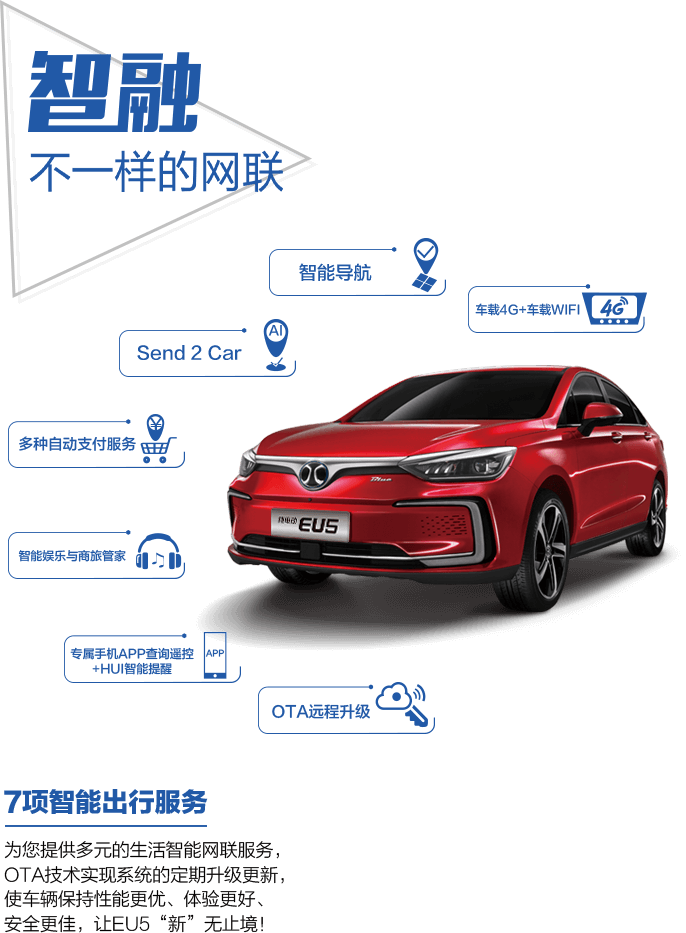 智融
不一样的网联
智能导航
车载4G+车载WIFI
4G
AI
Send 2 Car
¥
多种自动支付服务
Blue
纯电动 EU5
智能娱乐与商旅管家
专属手机APP查询遥控
+HUI智能提醒
APP
OTA远程升级
7项智能出行服务
为您提供多元的生活智能网联服务，
OTA技术实现系统的定期升级更新，
使车辆保持性能更优、体验更好、
安全更佳，让EU5“新”无止境！